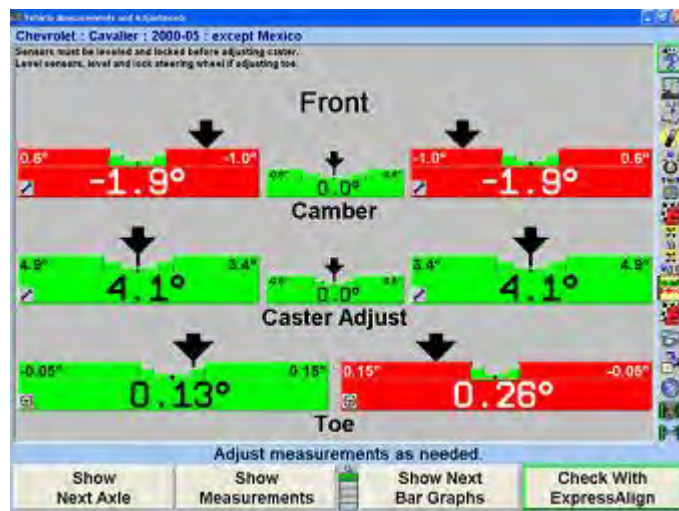 Vehicle Measurements and Adjustments
Chevrolet : Cavalier : 2000-05 : except Mexico
Sensors must be leveled and locked before adjusting caster.
Level sensors, level and lock steering wheel if adjusting toe.
Front
0.6° -1.0° -1.0° 0.6°
-1.9° 0.0° -1.9°
Camber
4.9° 3.4° 3.4° 4.9°
4.1° 0.0° 4.1°
Caster Adjust
-0.05° 0.15° 0.15° -0.05°
0.13° 0.26°
Toe
Adjust measurements as needed.
Show Show Show Next Check With
Next Axle Measurements Bar Graphs ExpressAlign